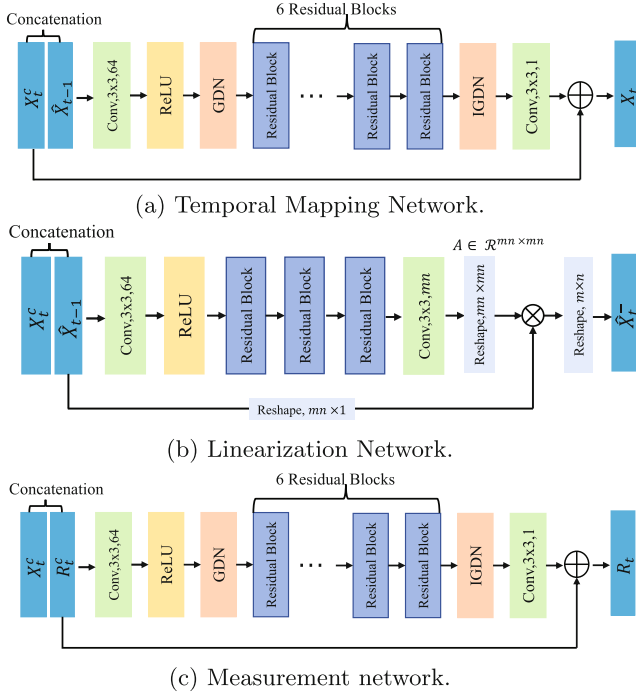 6 Residual Blocks
Concatenation
X_t^c
X̂_{t-1}
Conv,3x3,64
ReLU
GDN
Residual Block
...
Residual Block
Residual Block
IGDN
Conv,3x3,1
X_t
(a) Temporal Mapping Network.
Concatenation
A ∈ ℛ^{mn×mn}
X_t^c
X̂_{t-1}
Conv,3x3,64
ReLU
Residual Block
Residual Block
Residual Block
Conv,3x3,mn
Reshape,mn ×mn
Reshape, m×n
X̂_t^-
Reshape, mn ×1
(b) Linearization Network.
6 Residual Blocks
Concatenation
X_t^c
R_t^c
Conv,3x3,64
ReLU
GDN
Residual Block
...
Residual Block
Residual Block
IGDN
Conv,3x3,1
R_t
(c) Measurement network.